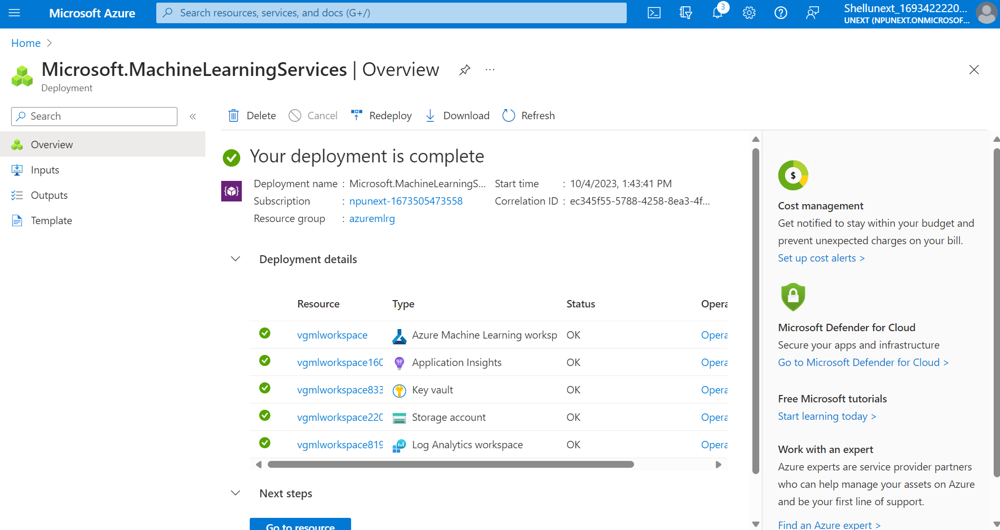 Microsoft Azure
Search resources, services, and docs (G+/)
3
Shellunext_1693422220...
UNEXT (NPUNEXT.ONMICROSOF...
Home
Microsoft.MachineLearningServices | Overview
...
Deployment
Search
«
Delete
Cancel
Redeploy
Download
Refresh
Overview
Inputs
Outputs
Template
Your deployment is complete
Deployment name : Microsoft.MachineLearningS...
Start time : 10/4/2023, 1:43:41 PM
Subscription : npunext-1673505473558
Correlation ID : ec345f55-5788-4258-8ea3-4f...
Resource group : azuremlrg
Deployment details
Resource Type Status Opera
vgmlworkspace Azure Machine Learning worksp OK Opera
vgmlworkspace160 Application Insights OK Opera
vgmlworkspace833 Key vault OK Opera
vgmlworkspace220 Storage account OK Opera
vgmlworkspace819 Log Analytics workspace OK Opera
Next steps
Go to resource
$
Cost management
Get notified to stay within your budget and
prevent unexpected charges on your bill.
Set up cost alerts >
Microsoft Defender for Cloud
Secure your apps and infrastructure
Go to Microsoft Defender for Cloud >
Free Microsoft tutorials
Start learning today >
Work with an expert
Azure experts are service provider partners
who can help manage your assets on Azure
and be your first line of support.
Find an Azure expert >